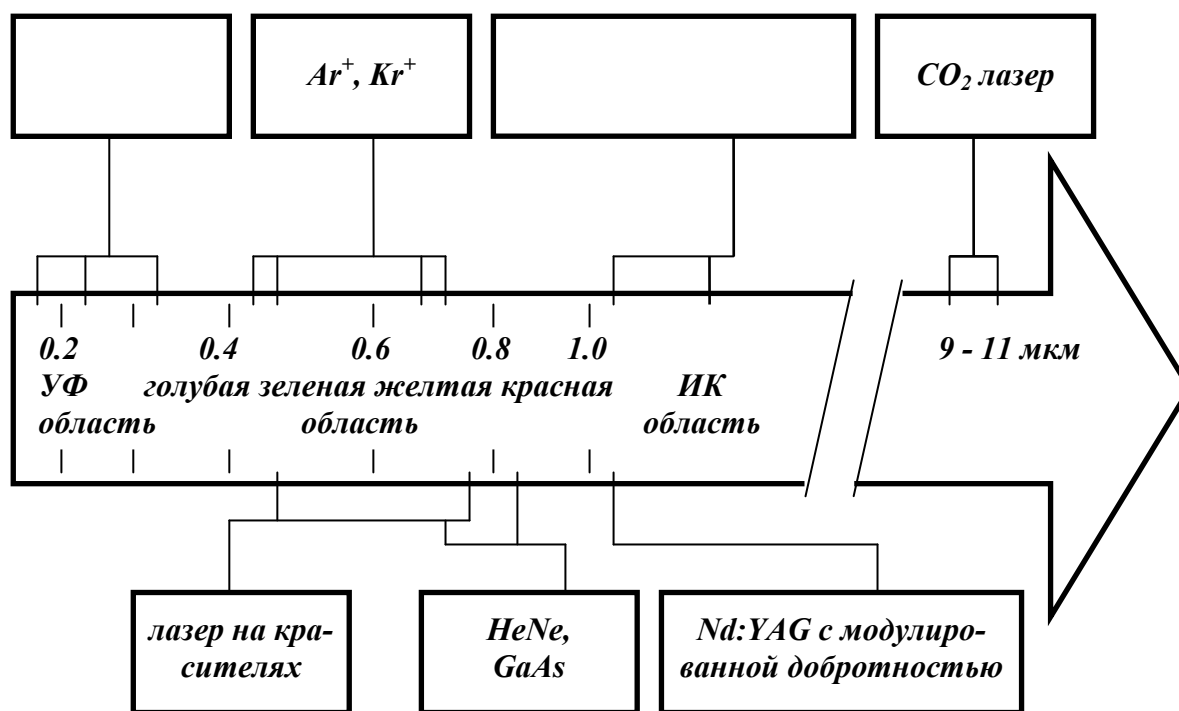 Ar⁺, Kr⁺
CO₂ лазер
0.2 0.4 0.6 0.8 1.0 9 - 11 мкм
УФ голубая зеленая желтая красная ИК
область область область
лазер на кра-
сителях
HeNe,
GaAs
Nd:YAG с модулиро-
ванной добротностью